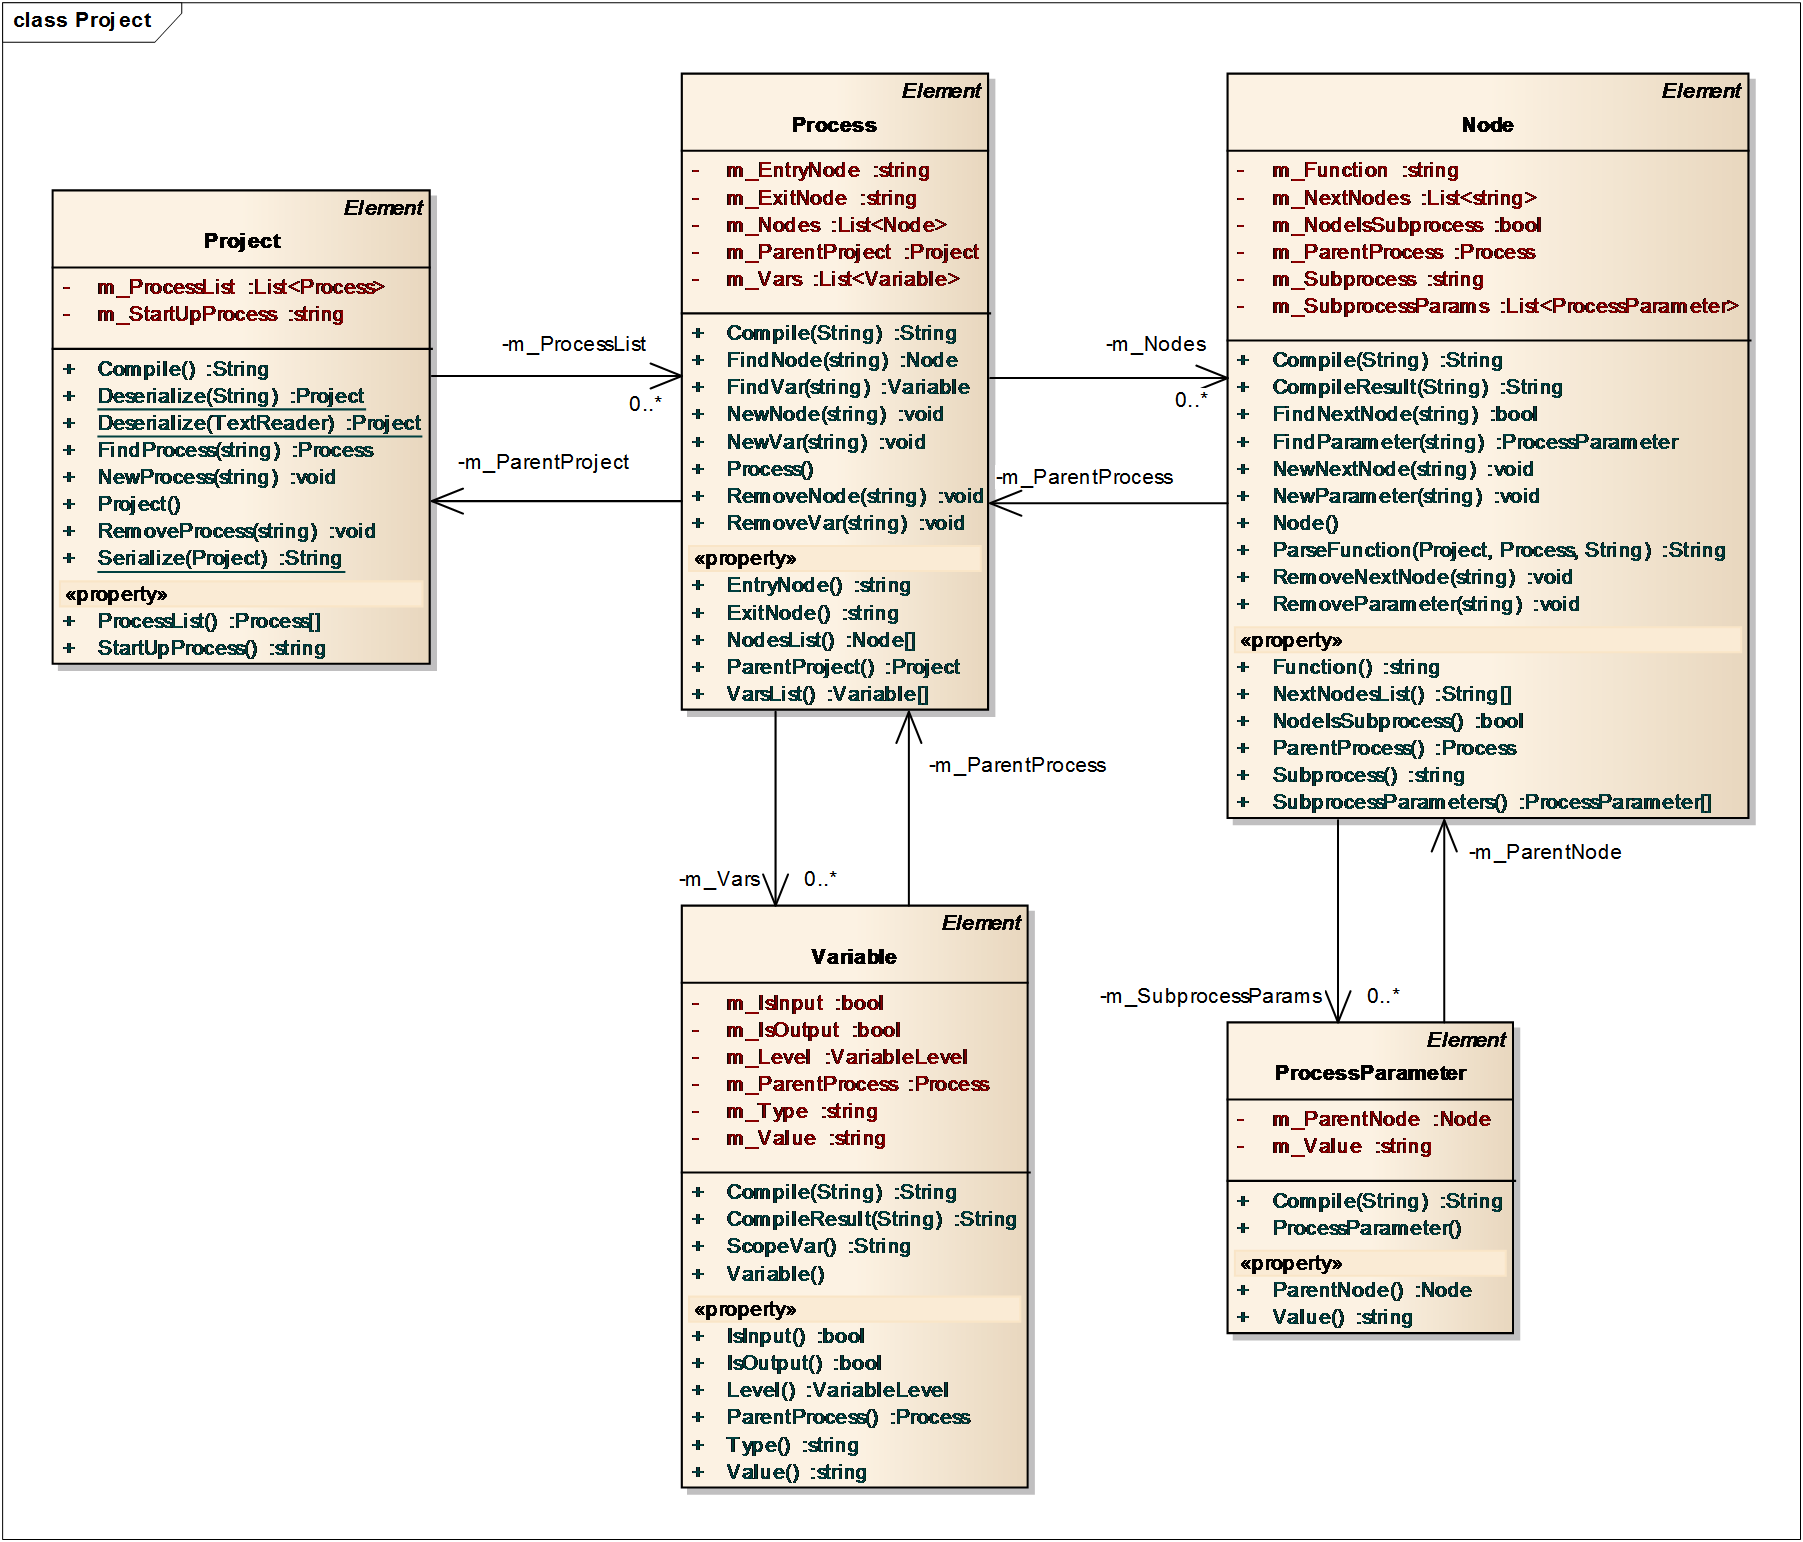 class Project
Element
Project
- m_ProcessList :List<Process>
- m_StartUpProcess :string
+ Compile() :String
+ Deserialize(String) :Project
+ Deserialize(TextReader) :Project
+ FindProcess(string) :Process
+ NewProcess(string) :void
+ Project()
+ RemoveProcess(string) :void
+ Serialize(Project) :String
«property»
+ ProcessList() :Process[]
+ StartUpProcess() :string
-m_ProcessList
0..*
-m_ParentProject
Element
Process
- m_EntryNode :string
- m_ExitNode :string
- m_Nodes :List<Node>
- m_ParentProject :Project
- m_Vars :List<Variable>
+ Compile(String) :String
+ FindNode(string) :Node
+ FindVar(string) :Variable
+ NewNode(string) :void
+ NewVar(string) :void
+ Process()
+ RemoveNode(string) :void
+ RemoveVar(string) :void
«property»
+ EntryNode() :string
+ ExitNode() :string
+ NodesList() :Node[]
+ ParentProject() :Project
+ VarsList() :Variable[]
-m_Nodes
0..*
-m_ParentProcess
Element
Node
- m_Function :string
- m_NextNodes :List<string>
- m_NodeIsSubprocess :bool
- m_ParentProcess :Process
- m_Subprocess :string
- m_SubprocessParams :List<ProcessParameter>
+ Compile(String) :String
+ CompileResult(String) :String
+ FindNextNode(string) :bool
+ FindParameter(string) :ProcessParameter
+ NewNextNode(string) :void
+ NewParameter(string) :void
+ Node()
+ ParseFunction(Project, Process, String) :String
+ RemoveNextNode(string) :void
+ RemoveParameter(string) :void
«property»
+ Function() :string
+ NextNodesList() :String[]
+ NodeIsSubprocess() :bool
+ ParentProcess() :Process
+ Subprocess() :string
+ SubprocessParameters() :ProcessParameter[]
-m_ParentProcess
-m_Vars 0..*
Element
Variable
- m_IsInput :bool
- m_IsOutput :bool
- m_Level :VariableLevel
- m_ParentProcess :Process
- m_Type :string
- m_Value :string
+ Compile(String) :String
+ CompileResult(String) :String
+ ScopeVar() :String
+ Variable()
«property»
+ IsInput() :bool
+ IsOutput() :bool
+ Level() :VariableLevel
+ ParentProcess() :Process
+ Type() :string
+ Value() :string
-m_ParentNode
-m_SubprocessParams 0..*
Element
ProcessParameter
- m_ParentNode :Node
- m_Value :string
+ Compile(String) :String
+ ProcessParameter()
«property»
+ ParentNode() :Node
+ Value() :string